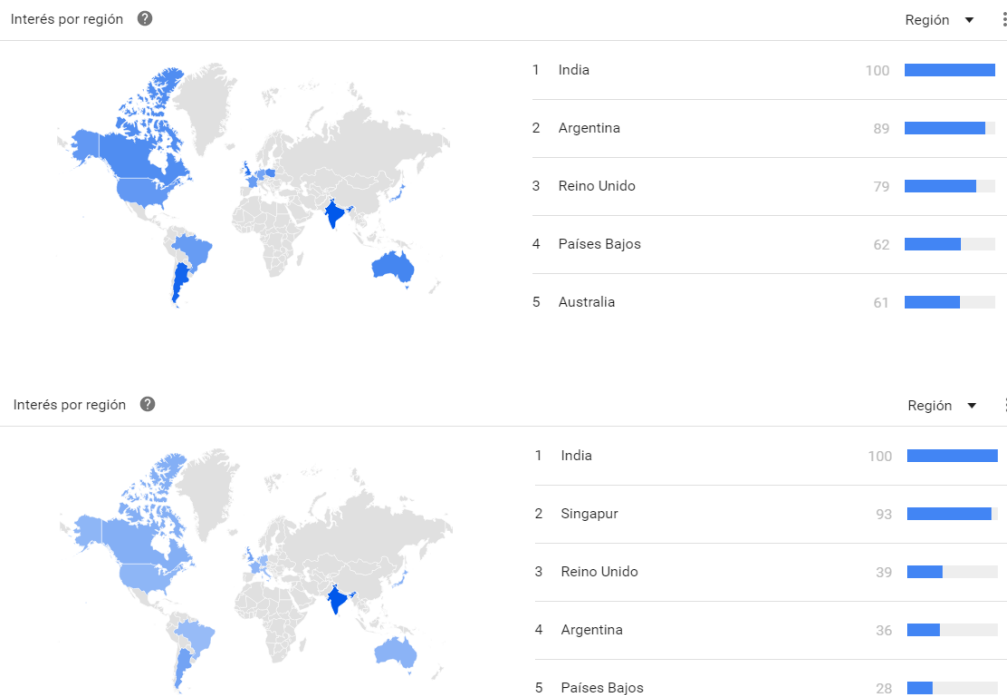 Interés por región ? Región
1 India 100
2 Argentina 89
3 Reino Unido 79
4 Países Bajos 62
5 Australia 61
Interés por región ? Región
1 India 100
2 Singapur 93
3 Reino Unido 39
4 Argentina 36
5 Países Bajos 28